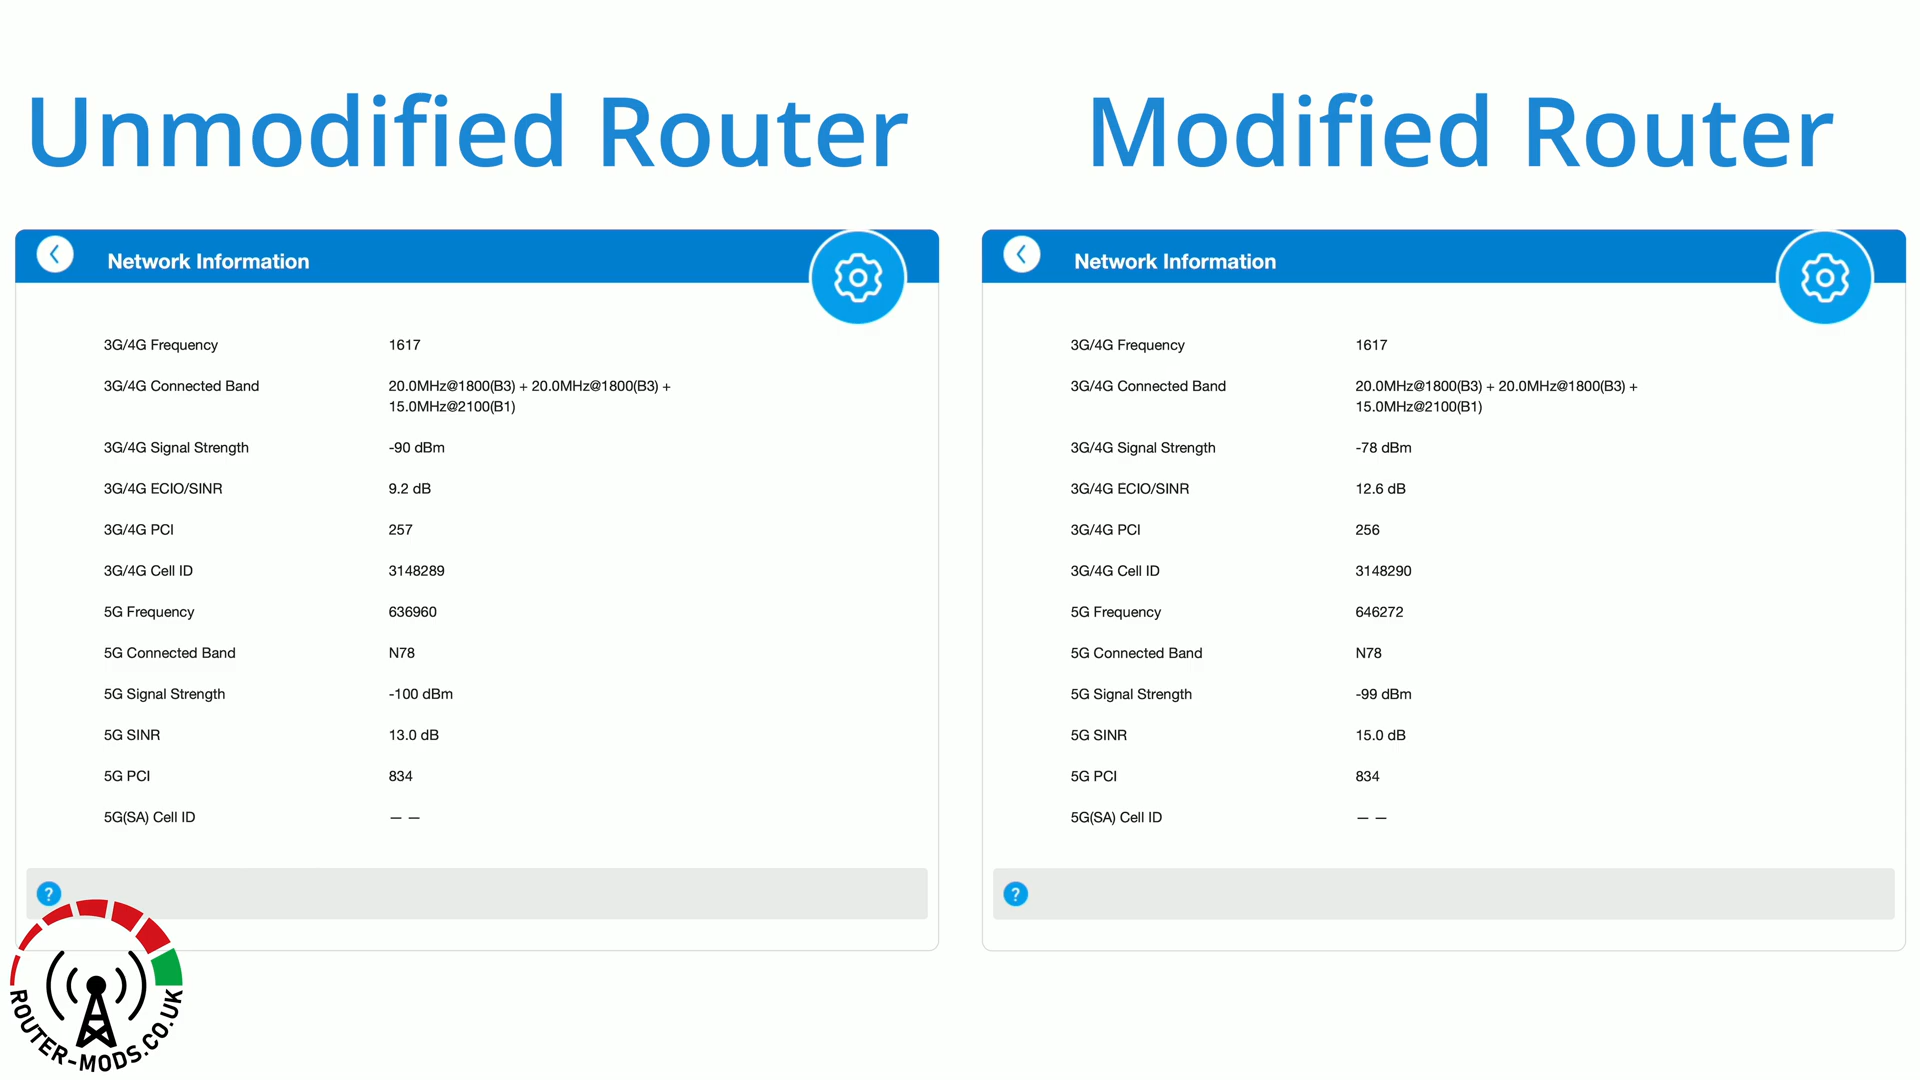 Unmodified Router
Network Information
3G/4G Frequency 1617
3G/4G Connected Band 20.0MHz@1800(B3) + 20.0MHz@1800(B3) +
15.0MHz@2100(B1)
3G/4G Signal Strength -90 dBm
3G/4G ECIO/SINR 9.2 dB
3G/4G PCI 257
3G/4G Cell ID 3148289
5G Frequency 636960
5G Connected Band N78
5G Signal Strength -100 dBm
5G SINR 13.0 dB
5G PCI 834
5G(SA) Cell ID — —
?
Modified Router
Network Information
3G/4G Frequency 1617
3G/4G Connected Band 20.0MHz@1800(B3) + 20.0MHz@1800(B3) +
15.0MHz@2100(B1)
3G/4G Signal Strength -78 dBm
3G/4G ECIO/SINR 12.6 dB
3G/4G PCI 256
3G/4G Cell ID 3148290
5G Frequency 646272
5G Connected Band N78
5G Signal Strength -99 dBm
5G SINR 15.0 dB
5G PCI 834
5G(SA) Cell ID — —
?
ROUTER-MODS.CO.UK